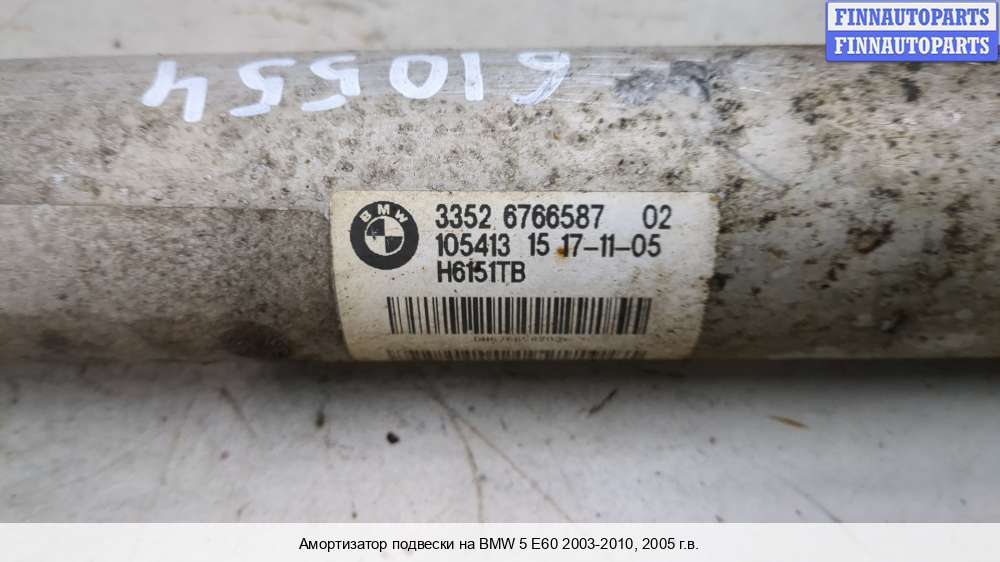 FINNAUTOPARTS
FINNAUTOPARTS
610554
BMW
3352 6766587 02
105413 15 17-11-05
H6151TB
Амортизатор подвески на BMW 5 E60 2003-2010, 2005 г.в.